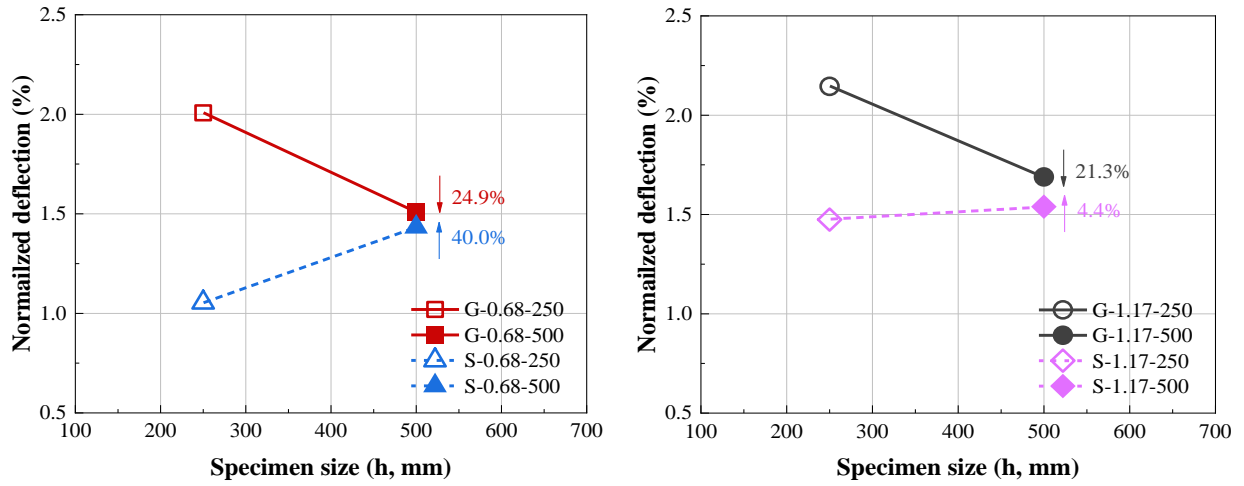 Normailzed deflection (%)
2.5
2.0
1.5
1.0
0.5
24.9%
40.0%
G-0.68-250
G-0.68-500
S-0.68-250
S-0.68-500
100 200 300 400 500 600 700
Specimen size (h, mm)
Normailzed deflection (%)
2.5
2.0
1.5
1.0
0.5
21.3%
4.4%
G-1.17-250
G-1.17-500
S-1.17-250
S-1.17-500
100 200 300 400 500 600 700
Specimen size (h, mm)